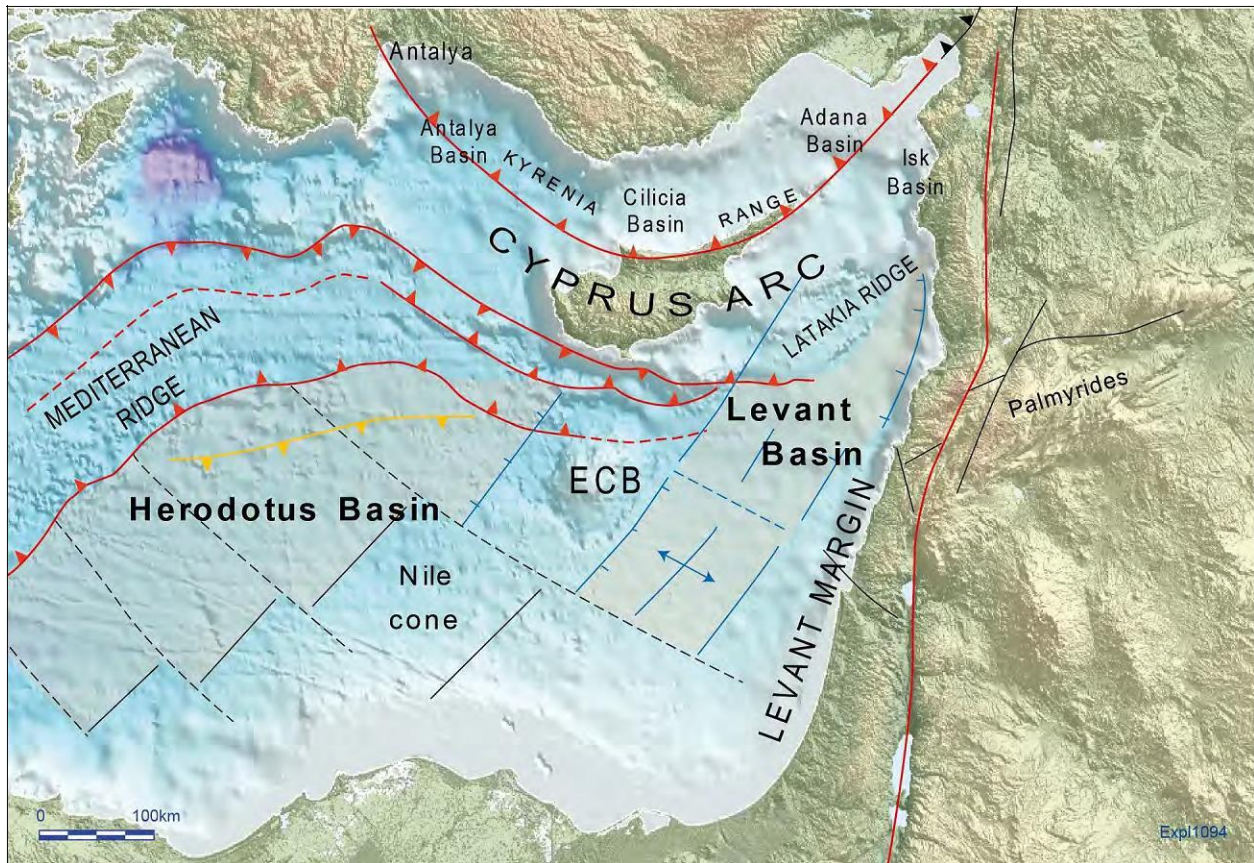 Antalya
Antalya
Basin
KYRENIA
Cilicia
Basin
RANGE
Adana
Basin
Isk
Basin
CYPRUS ARC
LATAKIA RIDGE
MEDITERRANEAN
RIDGE
Levant
Basin
Palmyrides
ECB
Herodotus Basin
Nile
cone
LEVANT MARGIN
0 100km
Expl1094